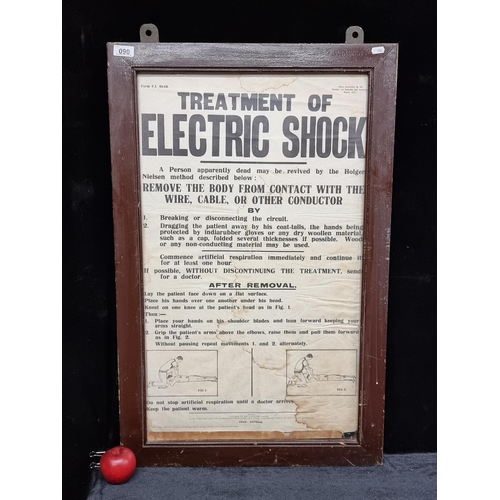 090
TREATMENT OF
ELECTRIC SHOCK
A Person apparently dead may be revived by the Holger
Nielsen method described below :
REMOVE THE BODY FROM CONTACT WITH THE
WIRE, CABLE, OR OTHER CONDUCTOR
BY
1. Breaking or disconnecting the circuit.
2. Dragging the patient away by his coat-tails, the hands being
protected by indiarubber gloves or any dry woollen material,
such as a cap, folded several thicknesses if possible. Wood
or any non-conducting material may be used.
Commence artificial respiration immediately and continue it
for at least one hour.
If possible, WITHOUT DISCONTINUING THE TREATMENT, send
for a doctor.
AFTER REMOVAL.
Lay the patient face down on a flat surface.
Place his hands over one another under his head.
Kneel on one knee at the patient's head as in Fig. 1.
Thus :—
1. Place your hands on his shoulder blades and lean forward keeping your
arms straight.
2. Grip the patient's arms above the elbows, raise them and pull them forward
as in Fig. 2.
Without pausing repeat movements 1. and 2. alternately.
FIG. 1.
FIG. 2.
Do not stop artificial respiration until a doctor arrives.
Keep the patient warm.